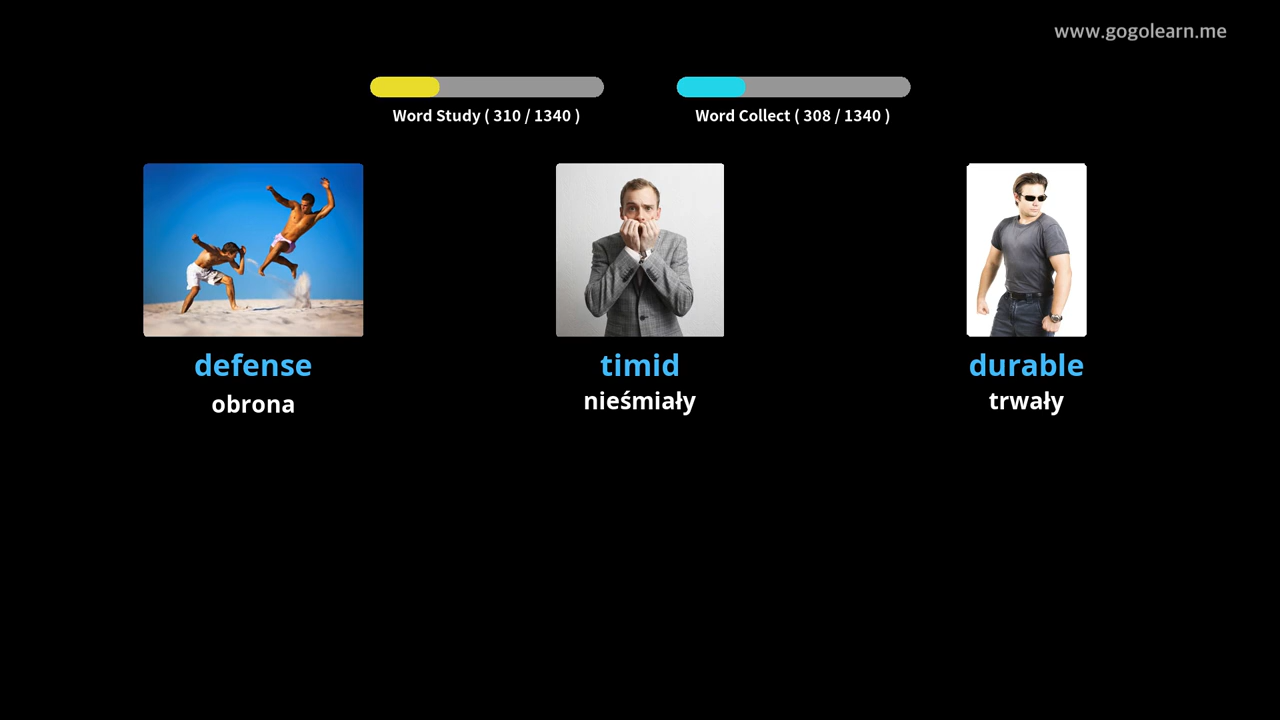 www.gogolearn.me
Word Study ( 310 / 1340 )
Word Collect ( 308 / 1340 )
defense
obrona
timid
nieśmiały
durable
trwały